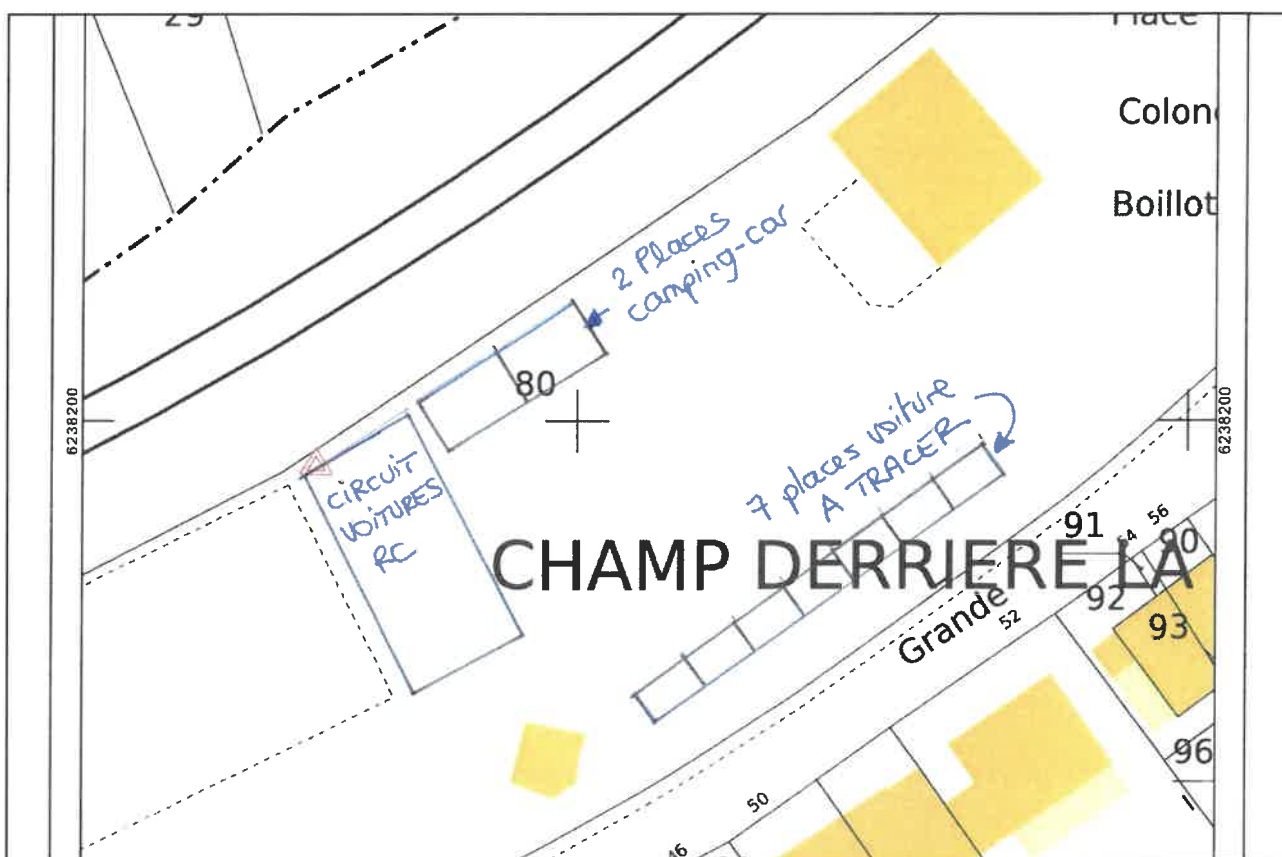 29
Place
Colon
Boillot
2 Places
camping-car
80
6238200
6238200
7 places voiture
A TRACER
CIRCUIT
VOITURES
RC
CHAMP DERRIERE LA
Grande
91
54
56
90
92
52
93
96
50
46